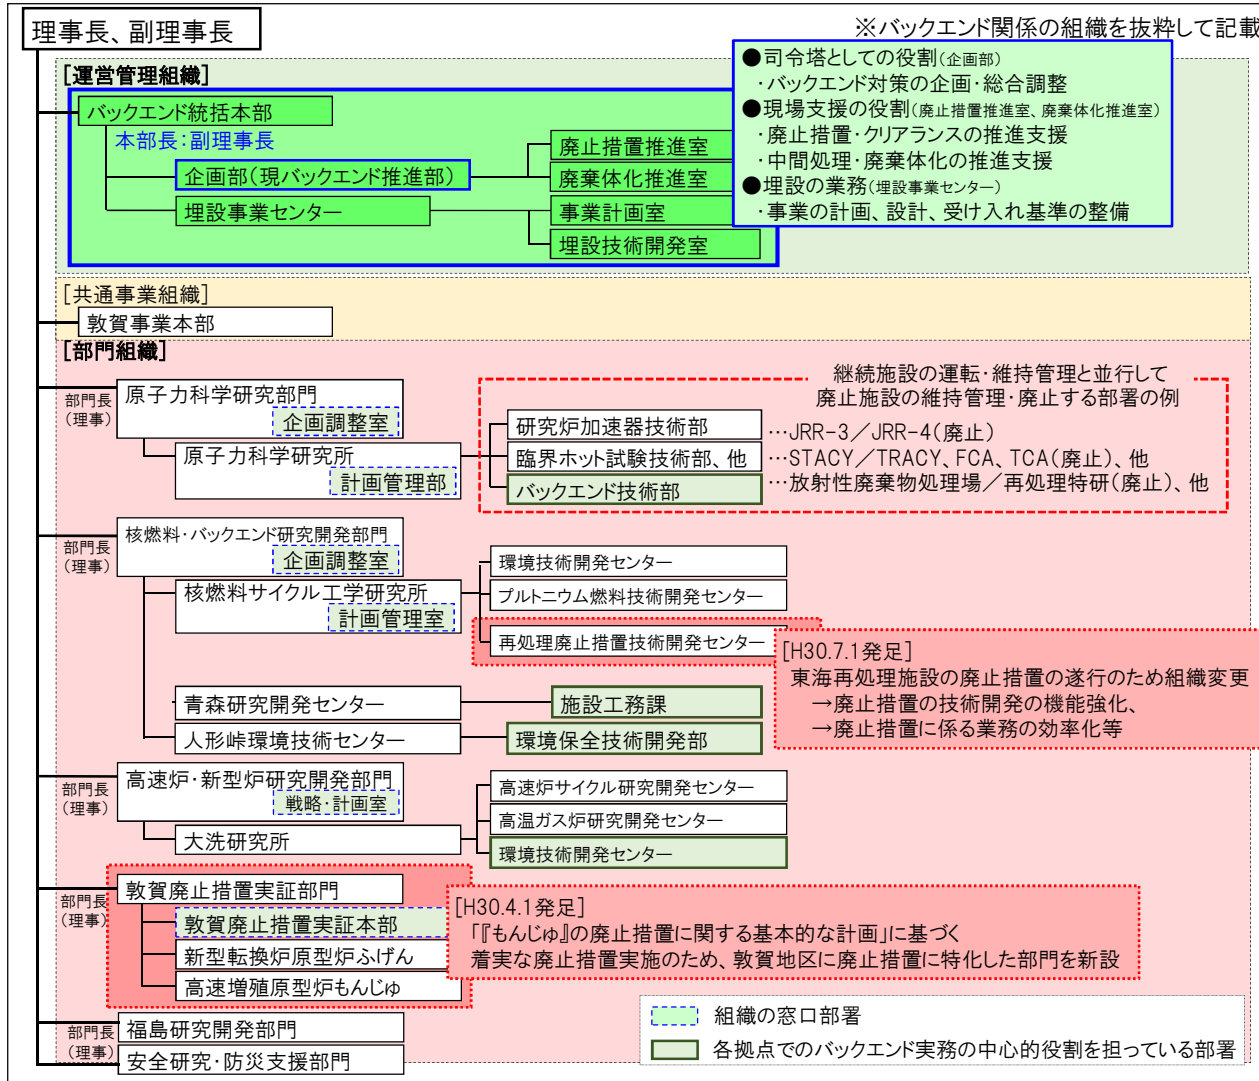 理事長、副理事長
※バックエンド関係の組織を抜粋して記載
[運営管理組織]
バックエンド統括本部
本部長：副理事長
企画部(現バックエンド推進部)
廃止措置推進室
廃棄体化推進室
埋設事業センター
事業計画室
埋設技術開発室
●司令塔としての役割(企画部)
・バックエンド対策の企画・総合調整
●現場支援の役割(廃止措置推進室、廃棄体化推進室)
・廃止措置・クリアランスの推進支援
・中間処理・廃棄体化の推進支援
●埋設の業務(埋設事業センター)
・事業の計画、設計、受け入れ基準の整備
[共通事業組織]
敦賀事業本部
[部門組織]
部門長
(理事)
原子力科学研究部門
企画調整室
原子力科学研究所
計画管理部
継続施設の運転・維持管理と並行して
廃止施設の維持管理・廃止する部署の例
研究炉加速器技術部
…JRR-3／JRR-4(廃止)
臨界ホット試験技術部、他
…STACY／TRACY、FCA、TCA(廃止)、他
バックエンド技術部
…放射性廃棄物処理場／再処理特研(廃止)、他
部門長
(理事)
核燃料・バックエンド研究開発部門
企画調整室
核燃料サイクル工学研究所
計画管理室
環境技術開発センター
プルトニウム燃料技術開発センター
再処理廃止措置技術開発センター
[H30.7.1発足]
東海再処理施設の廃止措置の遂行のため組織変更
→廃止措置の技術開発の機能強化、
→廃止措置に係る業務の効率化等
青森研究開発センター
施設工務課
人形峠環境技術センター
環境保全技術開発部
部門長
(理事)
高速炉・新型炉研究開発部門
戦略・計画室
大洗研究所
高速炉サイクル研究開発センター
高温ガス炉研究開発センター
環境技術開発センター
部門長
(理事)
敦賀廃止措置実証部門
敦賀廃止措置実証本部
新型転換炉原型炉ふげん
高速増殖原型炉もんじゅ
[H30.4.1発足]
「『もんじゅ』の廃止措置に関する基本的な計画」に基づく
着実な廃止措置実施のため、敦賀地区に廃止措置に特化した部門を新設
部門長
(理事)
福島研究開発部門
安全研究・防災支援部門
組織の窓口部署
各拠点でのバックエンド実務の中心的役割を担っている部署